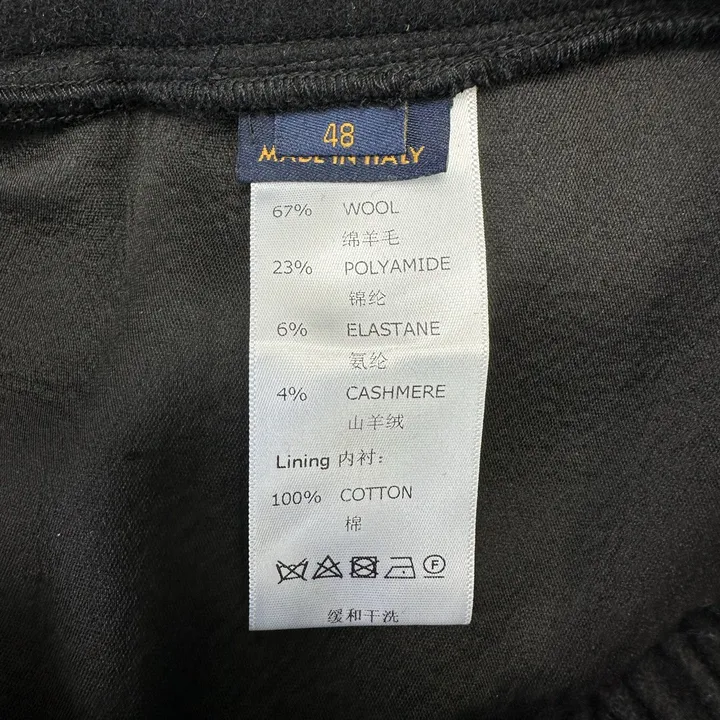 48
MADE IN ITALY
67% WOOL
绵羊毛
23% POLYAMIDE
锦纶
6% ELASTANE
氨纶
4% CASHMERE
山羊绒
Lining 内衬:
100% COTTON
棉
F
缓和干洗